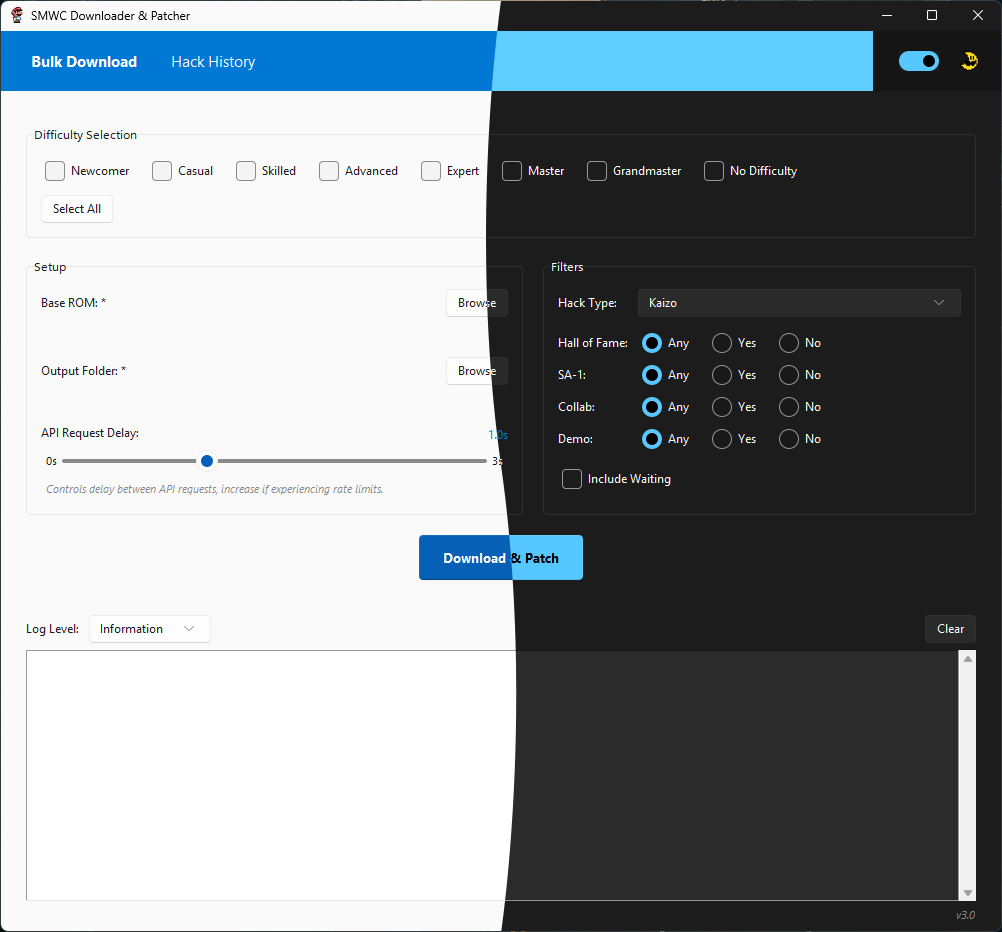 SMWC Downloader & Patcher
Bulk Download Hack History
Difficulty Selection
Newcomer Casual Skilled Advanced Expert Master Grandmaster No Difficulty
Select All
Setup
Base ROM: * Browse
Output Folder: * Browse
API Request Delay: 1.0s
0s 3s
Controls delay between API requests, increase if experiencing rate limits.
Filters
Hack Type: Kaizo
Hall of Fame: Any Yes No
SA-1: Any Yes No
Collab: Any Yes No
Demo: Any Yes No
Include Waiting
Download & Patch
Log Level: Information Clear
v3.0